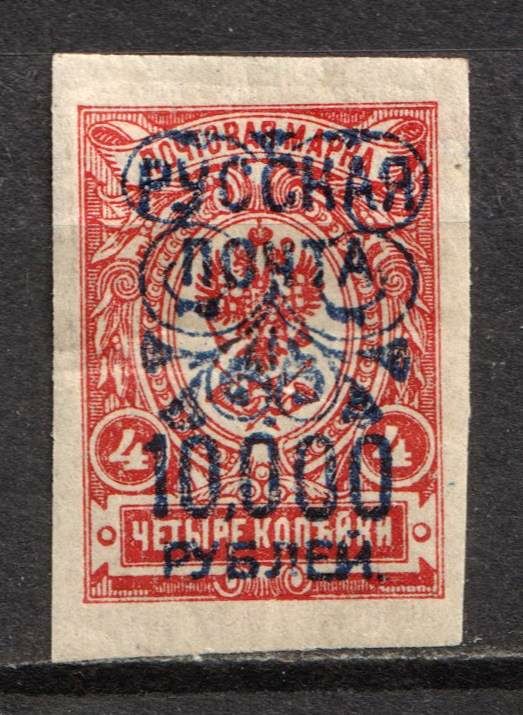 ПОЧТОВАЯ МАРКА
РУССКАЯ
ПОЧТА
4 4
10,000
ЧЕТЫРЕ КОПЕЙКИ
РУБЛЕЙ.